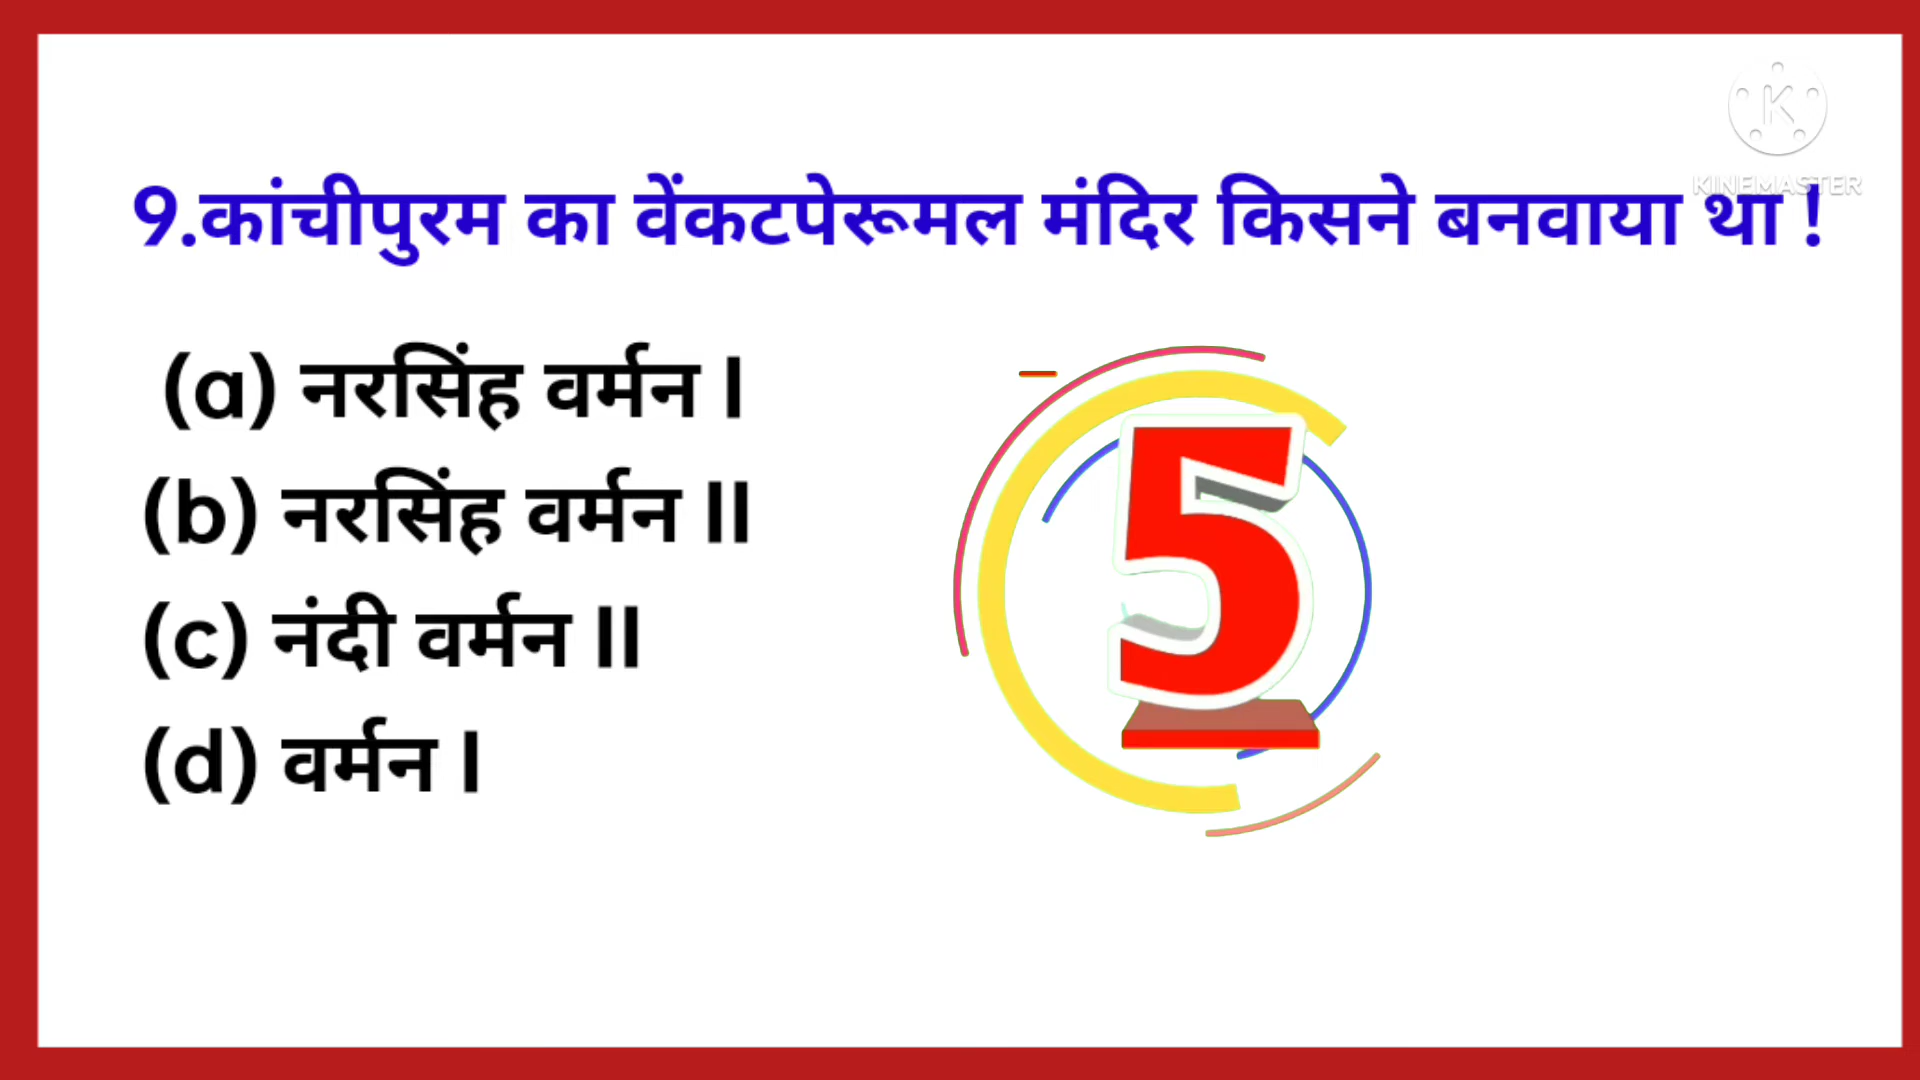 K
KINEMASTER
9.कांचीपुरम का वेंकटपेरूमल मंदिर किसने बनवाया था !
(a) नरसिंह वर्मन I
(b) नरसिंह वर्मन II
(c) नंदी वर्मन II
(d) वर्मन I
5